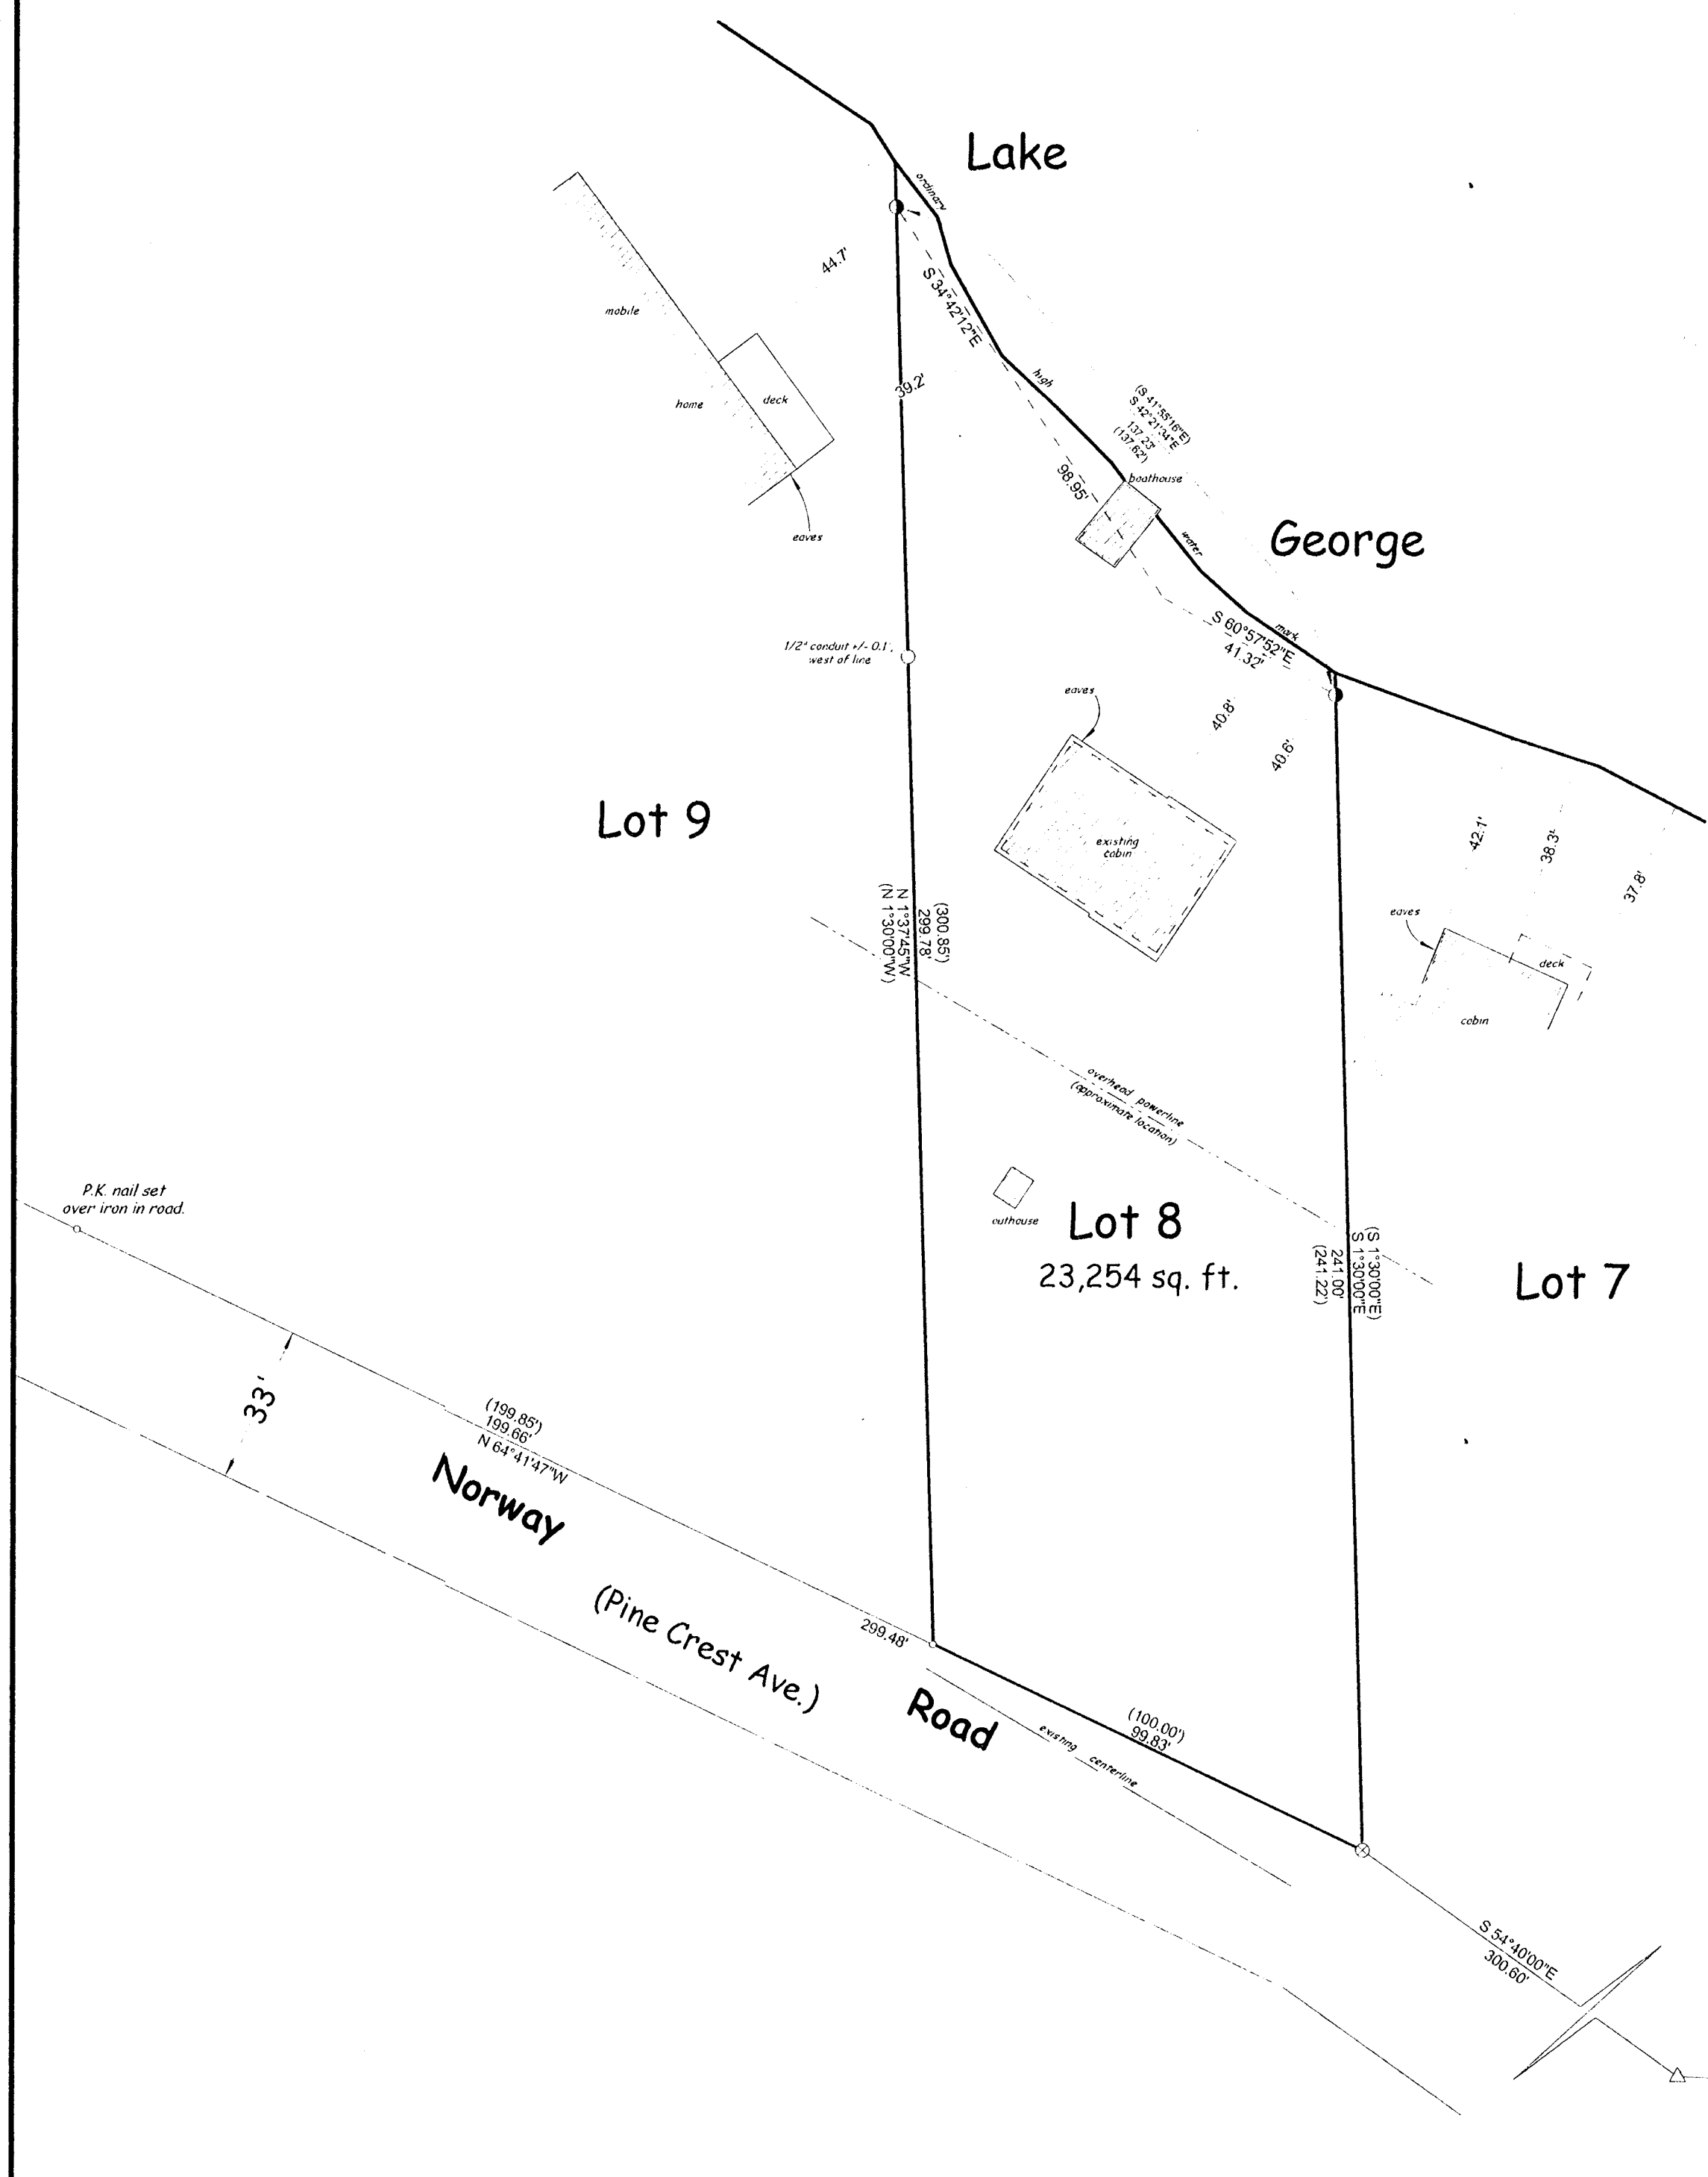 Lake
ordinary
44.7'
S 34°42'12"E
mobile
39.2'
high
home
deck
(S 41°55'16"E)
S 42°21'34"E
137.23'
(137.62')
98.95'
boathouse
eaves
water
George
S 60°57'52"E
41.32'
mark
1/2" conduit +/- 0.1',
west of line
eaves
40.8'
40.6'
Lot 9
existing
cabin
42.1'
38.3'
37.8'
(300.85')
299.78'
N 1°37'45"W
(N 1°30'00"W)
eaves
deck
cabin
overhead powerline
(approximate location)
P.K. nail set
over iron in road.
outhouse
Lot 8
23,254 sq. ft.
(S 1°30'00"E)
S 1°30'00"E
241.00'
(241.22')
Lot 7
33'
(199.85')
199.66'
N 64°41'47"W
Norway
(Pine Crest Ave.)
299.48'
Road
(100.00')
99.83'
existing centerline
S 54°40'00"E
300.60'